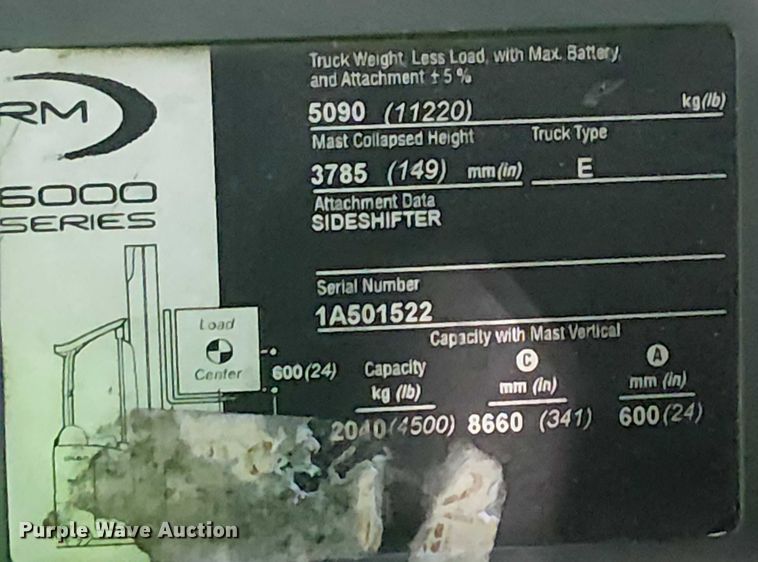 RM
6000
SERIES
Truck Weight, Less Load, with Max. Battery,
and Attachment ± 5 %
5090 (11220) kg(lb)
Mast Collapsed Height Truck Type
3785 (149) mm(in) E
Attachment Data
SIDESHIFTER
Serial Number
1A501522
Capacity with Mast Vertical
Load
Center
600(24)
Capacity C A
kg (lb) mm (in) mm (in)
2040(4500) 8660 (341) 600(24)
Purple Wave Auction